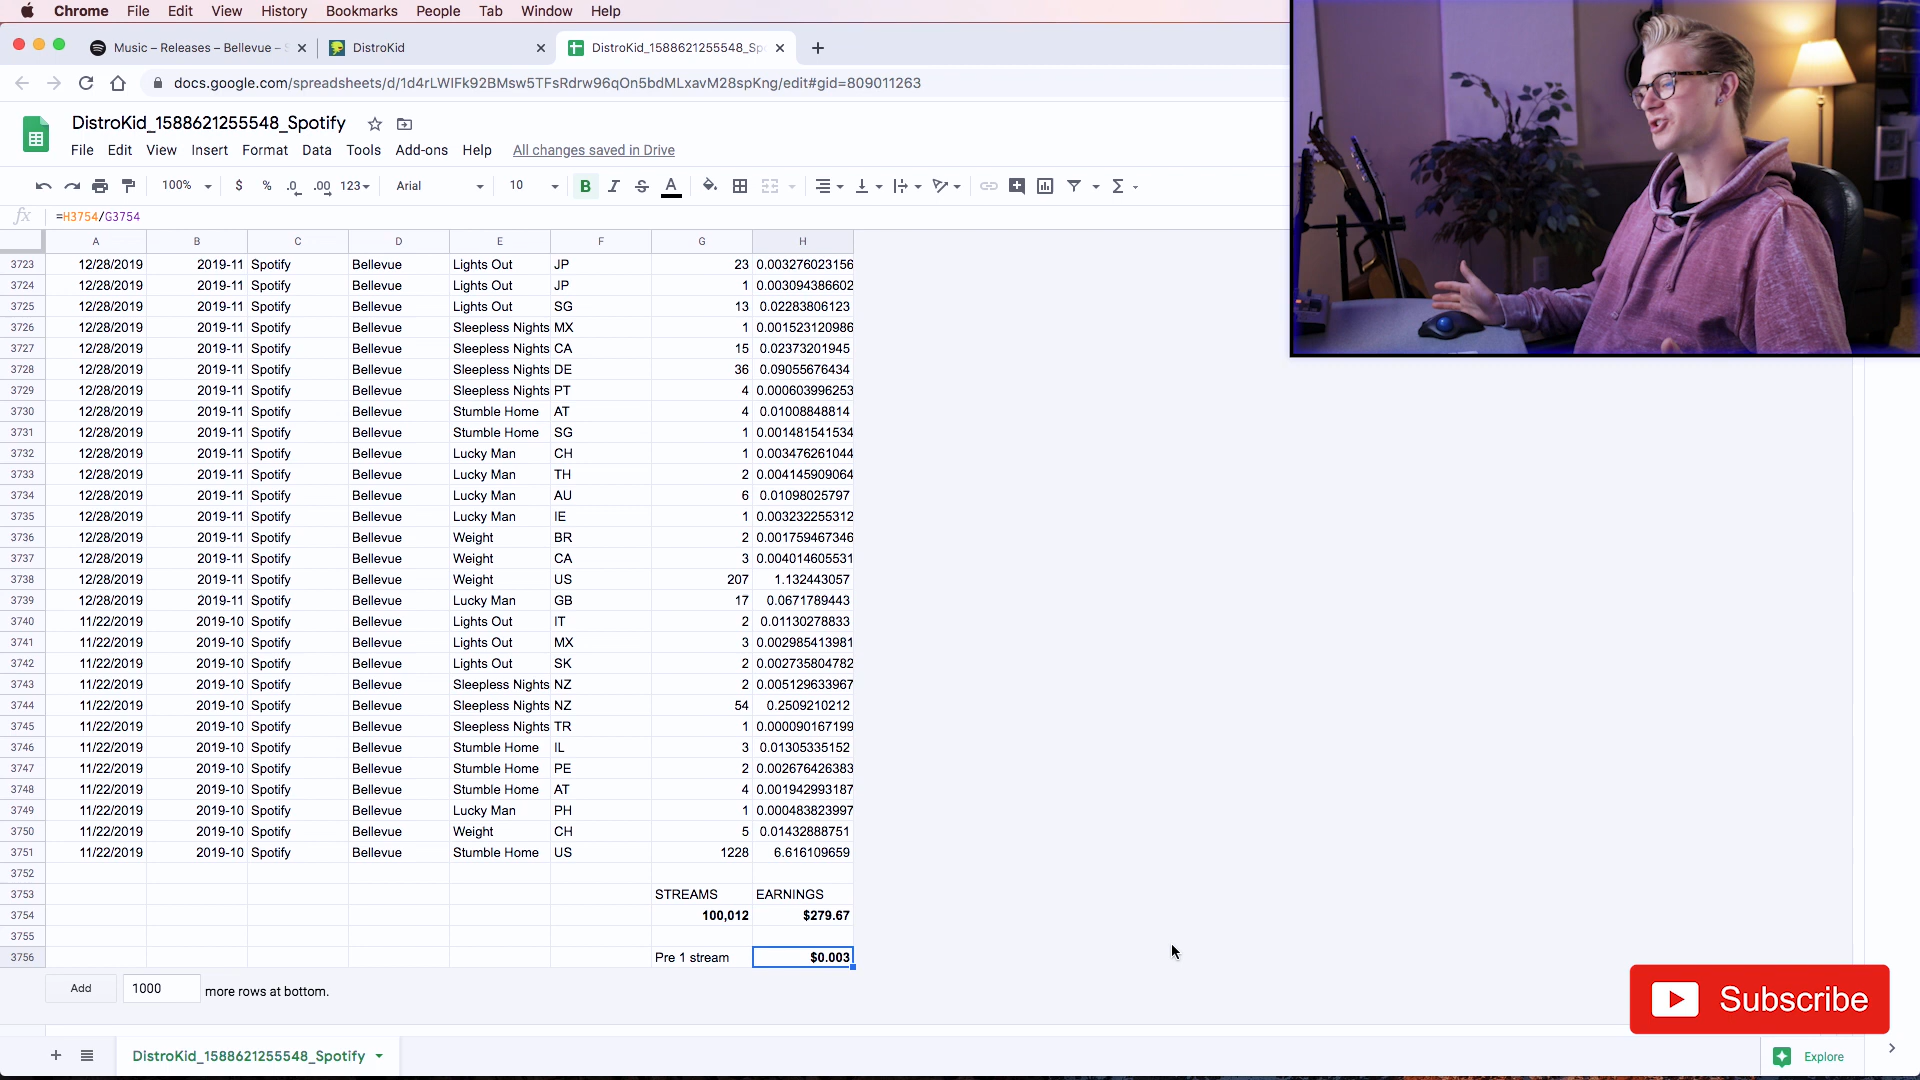 Chrome File Edit View History Bookmarks People Tab Window Help
Music – Releases – Bellevue – DistroKid DistroKid_1588621255548_Sp
docs.google.com/spreadsheets/d/1d4rLWIFk92BMsw5TFsRdrw96qOn5bdMLxavM28spKng/edit#gid=809011263
DistroKid_1588621255548_Spotify
File Edit View Insert Format Data Tools Add-ons Help All changes saved in Drive
100% $ % .0 .00 123 Arial 10 B I S A
fx =H3754/G3754
A B C D E F G H
3723 12/28/2019 2019-11 Spotify Bellevue Lights Out JP 23 0.003276023156
3724 12/28/2019 2019-11 Spotify Bellevue Lights Out JP 1 0.003094386602
3725 12/28/2019 2019-11 Spotify Bellevue Lights Out SG 13 0.02283806123
3726 12/28/2019 2019-11 Spotify Bellevue Sleepless Nights MX 1 0.001523120986
3727 12/28/2019 2019-11 Spotify Bellevue Sleepless Nights CA 15 0.02373201945
3728 12/28/2019 2019-11 Spotify Bellevue Sleepless Nights DE 36 0.09055676434
3729 12/28/2019 2019-11 Spotify Bellevue Sleepless Nights PT 4 0.000603996253
3730 12/28/2019 2019-11 Spotify Bellevue Stumble Home AT 4 0.01008848814
3731 12/28/2019 2019-11 Spotify Bellevue Stumble Home SG 1 0.001481541534
3732 12/28/2019 2019-11 Spotify Bellevue Lucky Man CH 1 0.003476261044
3733 12/28/2019 2019-11 Spotify Bellevue Lucky Man TH 2 0.004145909064
3734 12/28/2019 2019-11 Spotify Bellevue Lucky Man AU 6 0.01098025797
3735 12/28/2019 2019-11 Spotify Bellevue Lucky Man IE 1 0.003232255312
3736 12/28/2019 2019-11 Spotify Bellevue Weight BR 2 0.001759467346
3737 12/28/2019 2019-11 Spotify Bellevue Weight CA 3 0.004014605531
3738 12/28/2019 2019-11 Spotify Bellevue Weight US 207 1.132443057
3739 12/28/2019 2019-11 Spotify Bellevue Lucky Man GB 17 0.0671789443
3740 11/22/2019 2019-10 Spotify Bellevue Lights Out IT 2 0.01130278833
3741 11/22/2019 2019-10 Spotify Bellevue Lights Out MX 3 0.002985413981
3742 11/22/2019 2019-10 Spotify Bellevue Lights Out SK 2 0.002735804782
3743 11/22/2019 2019-10 Spotify Bellevue Sleepless Nights NZ 2 0.005129633967
3744 11/22/2019 2019-10 Spotify Bellevue Sleepless Nights NZ 54 0.2509210212
3745 11/22/2019 2019-10 Spotify Bellevue Sleepless Nights TR 1 0.000090167199
3746 11/22/2019 2019-10 Spotify Bellevue Stumble Home IL 3 0.01305335152
3747 11/22/2019 2019-10 Spotify Bellevue Stumble Home PE 2 0.002676426383
3748 11/22/2019 2019-10 Spotify Bellevue Stumble Home AT 4 0.001942993187
3749 11/22/2019 2019-10 Spotify Bellevue Lucky Man PH 1 0.000483823997
3750 11/22/2019 2019-10 Spotify Bellevue Weight CH 5 0.01432888751
3751 11/22/2019 2019-10 Spotify Bellevue Stumble Home US 1228 6.616109659
3752
3753 STREAMS EARNINGS
3754 100,012 $279.67
3755
3756 Pre 1 stream $0.003
Add 1000 more rows at bottom.
Subscribe
DistroKid_1588621255548_Spotify Explore